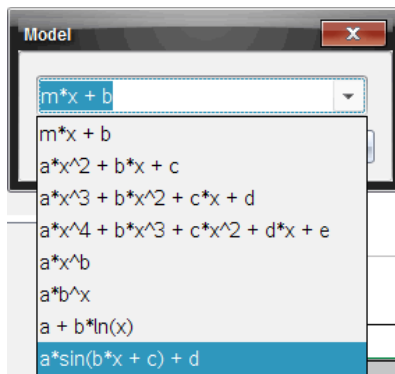 Model
m*x + b
m*x + b
a*x^2 + b*x + c
a*x^3 + b*x^2 + c*x + d
a*x^4 + b*x^3 + c*x^2 + d*x + e
a*x^b
a*b^x
a + b*ln(x)
a*sin(b*x + c) + d